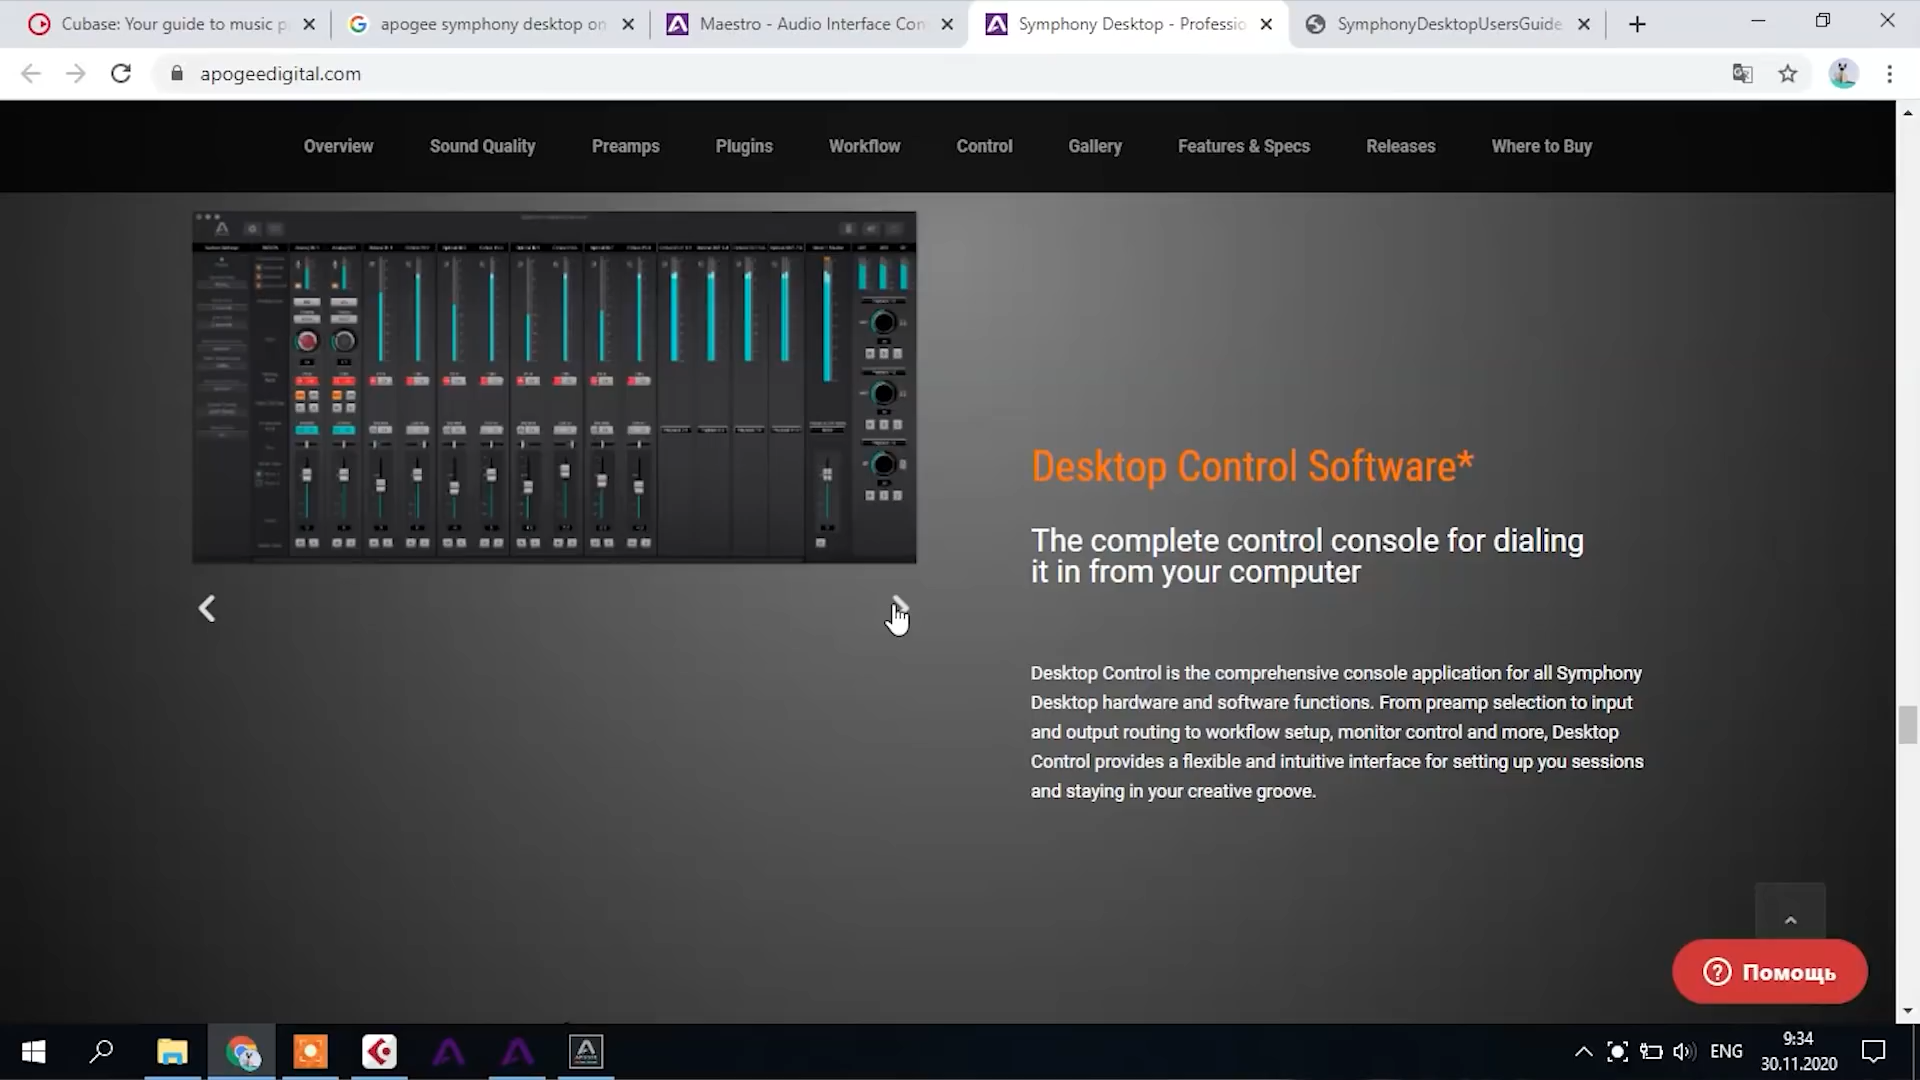 Cubase: Your guide to music p
apogee symphony desktop on
Maestro - Audio Interface Con
Symphony Desktop - Professio
SymphonyDesktopUsersGuide
apogeedigital.com
Overview
Sound Quality
Preamps
Plugins
Workflow
Control
Gallery
Features & Specs
Releases
Where to Buy
Desktop Control Software*
The complete control console for dialing
it in from your computer
Desktop Control is the comprehensive console application for all Symphony
Desktop hardware and software functions. From preamp selection to input
and output routing to workflow setup, monitor control and more, Desktop
Control provides a flexible and intuitive interface for setting up you sessions
and staying in your creative groove.
Помощь
ENG
9:34
30.11.2020